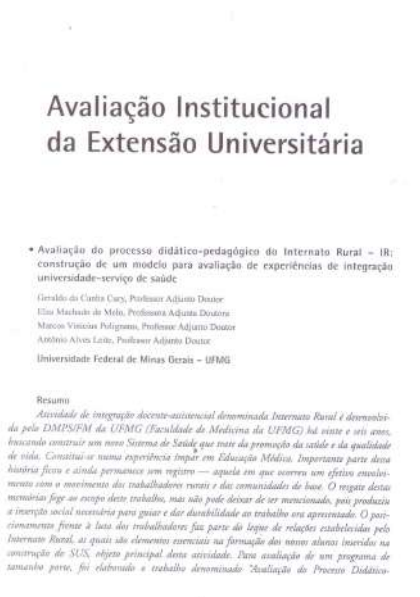 Avaliação Institucional
da Extensão Universitária
• Avaliação do processo didático-pedagógico do Internato Rural – IR:
construção de um modelo para avaliação de experiências de integração
universidade-serviço de saúde
Geraldo da Cunha Cury, Professor Adjunto Doutor
Elza Machado de Melo, Professora Adjunta Doutora
Marcos Vinicius Polignano, Professor Adjunto Doutor
Antônio Alves Leite, Professor Adjunto Doutor
Universidade Federal de Minas Gerais – UFMG
Resumo
Atividade de integração docente-assistencial denominada Internato Rural é desenvolvi-
da pelo DMPS/FM da UFMG (Faculdade de Medicina da UFMG) há vinte e seis anos,
buscando construir um novo Sistema de Saúde que trate da promoção da saúde e da qualidade
de vida. Constitui-se numa experiência ímpar em Educação Médica. Importante parte dessa
história ficou e ainda permanece sem registro — aquela em que ocorreu um efetivo envolvi-
mento com o movimento dos trabalhadores rurais e das comunidades de base. O resgate destas
memórias foge ao escopo deste trabalho, mas não pode deixar de ser mencionado, pois produziu
a inserção social necessária para guiar e dar durabilidade ao trabalho ora apresentado. O posi-
cionamento frente à luta dos trabalhadores faz parte do leque de relações estabelecidas pelo
Internato Rural, as quais são elementos essenciais na formação dos nossos alunos inseridos na
construção do SUS, objeto principal desta atividade. Para avaliação de um programa de
tamanho porte, foi elaborado o trabalho denominado "Avaliação do Processo Didático-